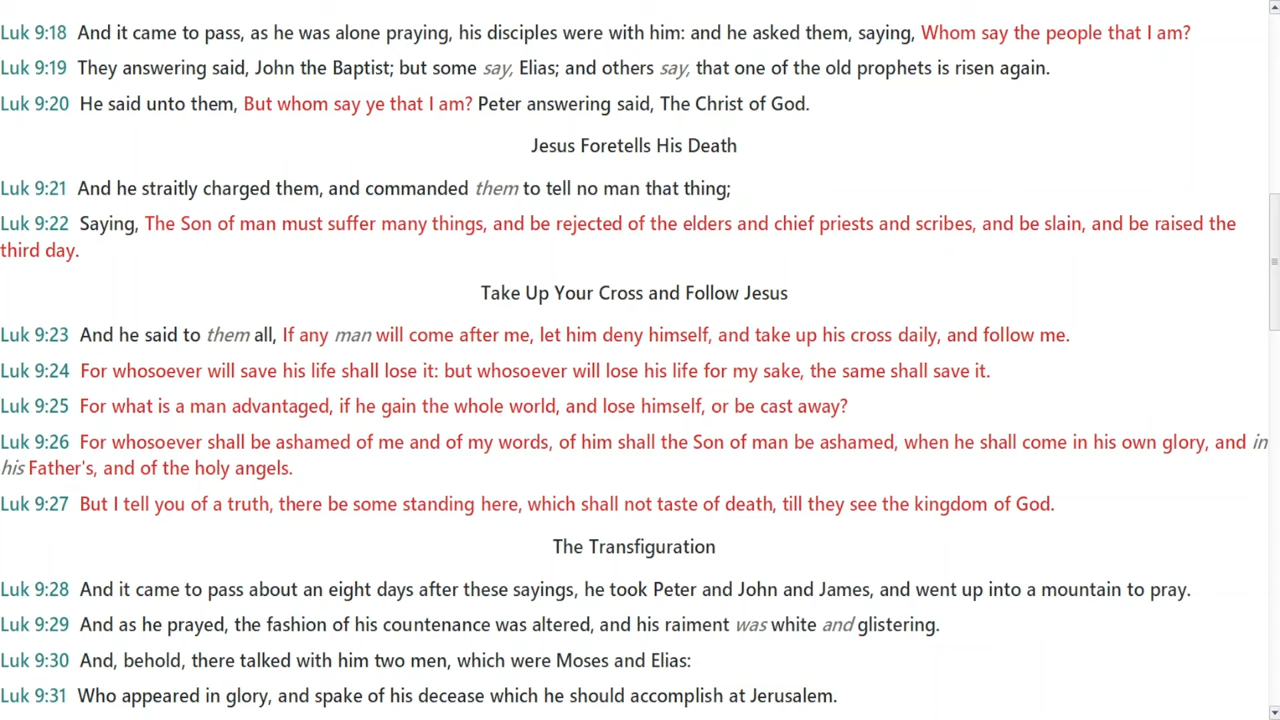 Luk 9:18 And it came to pass, as he was alone praying, his disciples were with him: and he asked them, saying, Whom say the people that I am?
Luk 9:19 They answering said, John the Baptist; but some say, Elias; and others say, that one of the old prophets is risen again.
Luk 9:20 He said unto them, But whom say ye that I am? Peter answering said, The Christ of God.
Jesus Foretells His Death
Luk 9:21 And he straitly charged them, and commanded them to tell no man that thing;
Luk 9:22 Saying, The Son of man must suffer many things, and be rejected of the elders and chief priests and scribes, and be slain, and be raised the
third day.
Take Up Your Cross and Follow Jesus
Luk 9:23 And he said to them all, If any man will come after me, let him deny himself, and take up his cross daily, and follow me.
Luk 9:24 For whosoever will save his life shall lose it: but whosoever will lose his life for my sake, the same shall save it.
Luk 9:25 For what is a man advantaged, if he gain the whole world, and lose himself, or be cast away?
Luk 9:26 For whosoever shall be ashamed of me and of my words, of him shall the Son of man be ashamed, when he shall come in his own glory, and in
his Father's, and of the holy angels.
Luk 9:27 But I tell you of a truth, there be some standing here, which shall not taste of death, till they see the kingdom of God.
The Transfiguration
Luk 9:28 And it came to pass about an eight days after these sayings, he took Peter and John and James, and went up into a mountain to pray.
Luk 9:29 And as he prayed, the fashion of his countenance was altered, and his raiment was white and glistering.
Luk 9:30 And, behold, there talked with him two men, which were Moses and Elias:
Luk 9:31 Who appeared in glory, and spake of his decease which he should accomplish at Jerusalem.